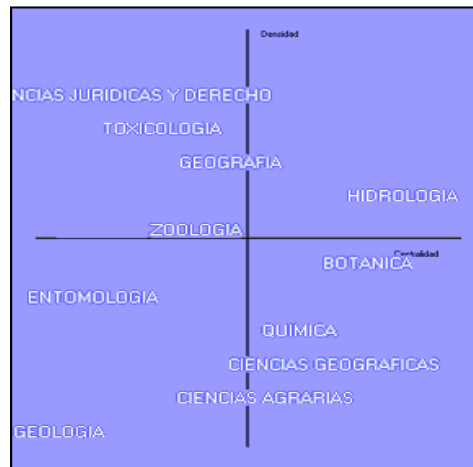 Densidad
NCIAS JURIDICAS Y DERECHO
TOXICOLOGIA
GEOGRAFIA
HIDROLOGIA
ZOOLOGIA
Centralidad
BOTANICA
ENTOMOLOGIA
QUIMICA
CIENCIAS GEOGRAFICAS
CIENCIAS AGRARIAS
GEOLOGIA